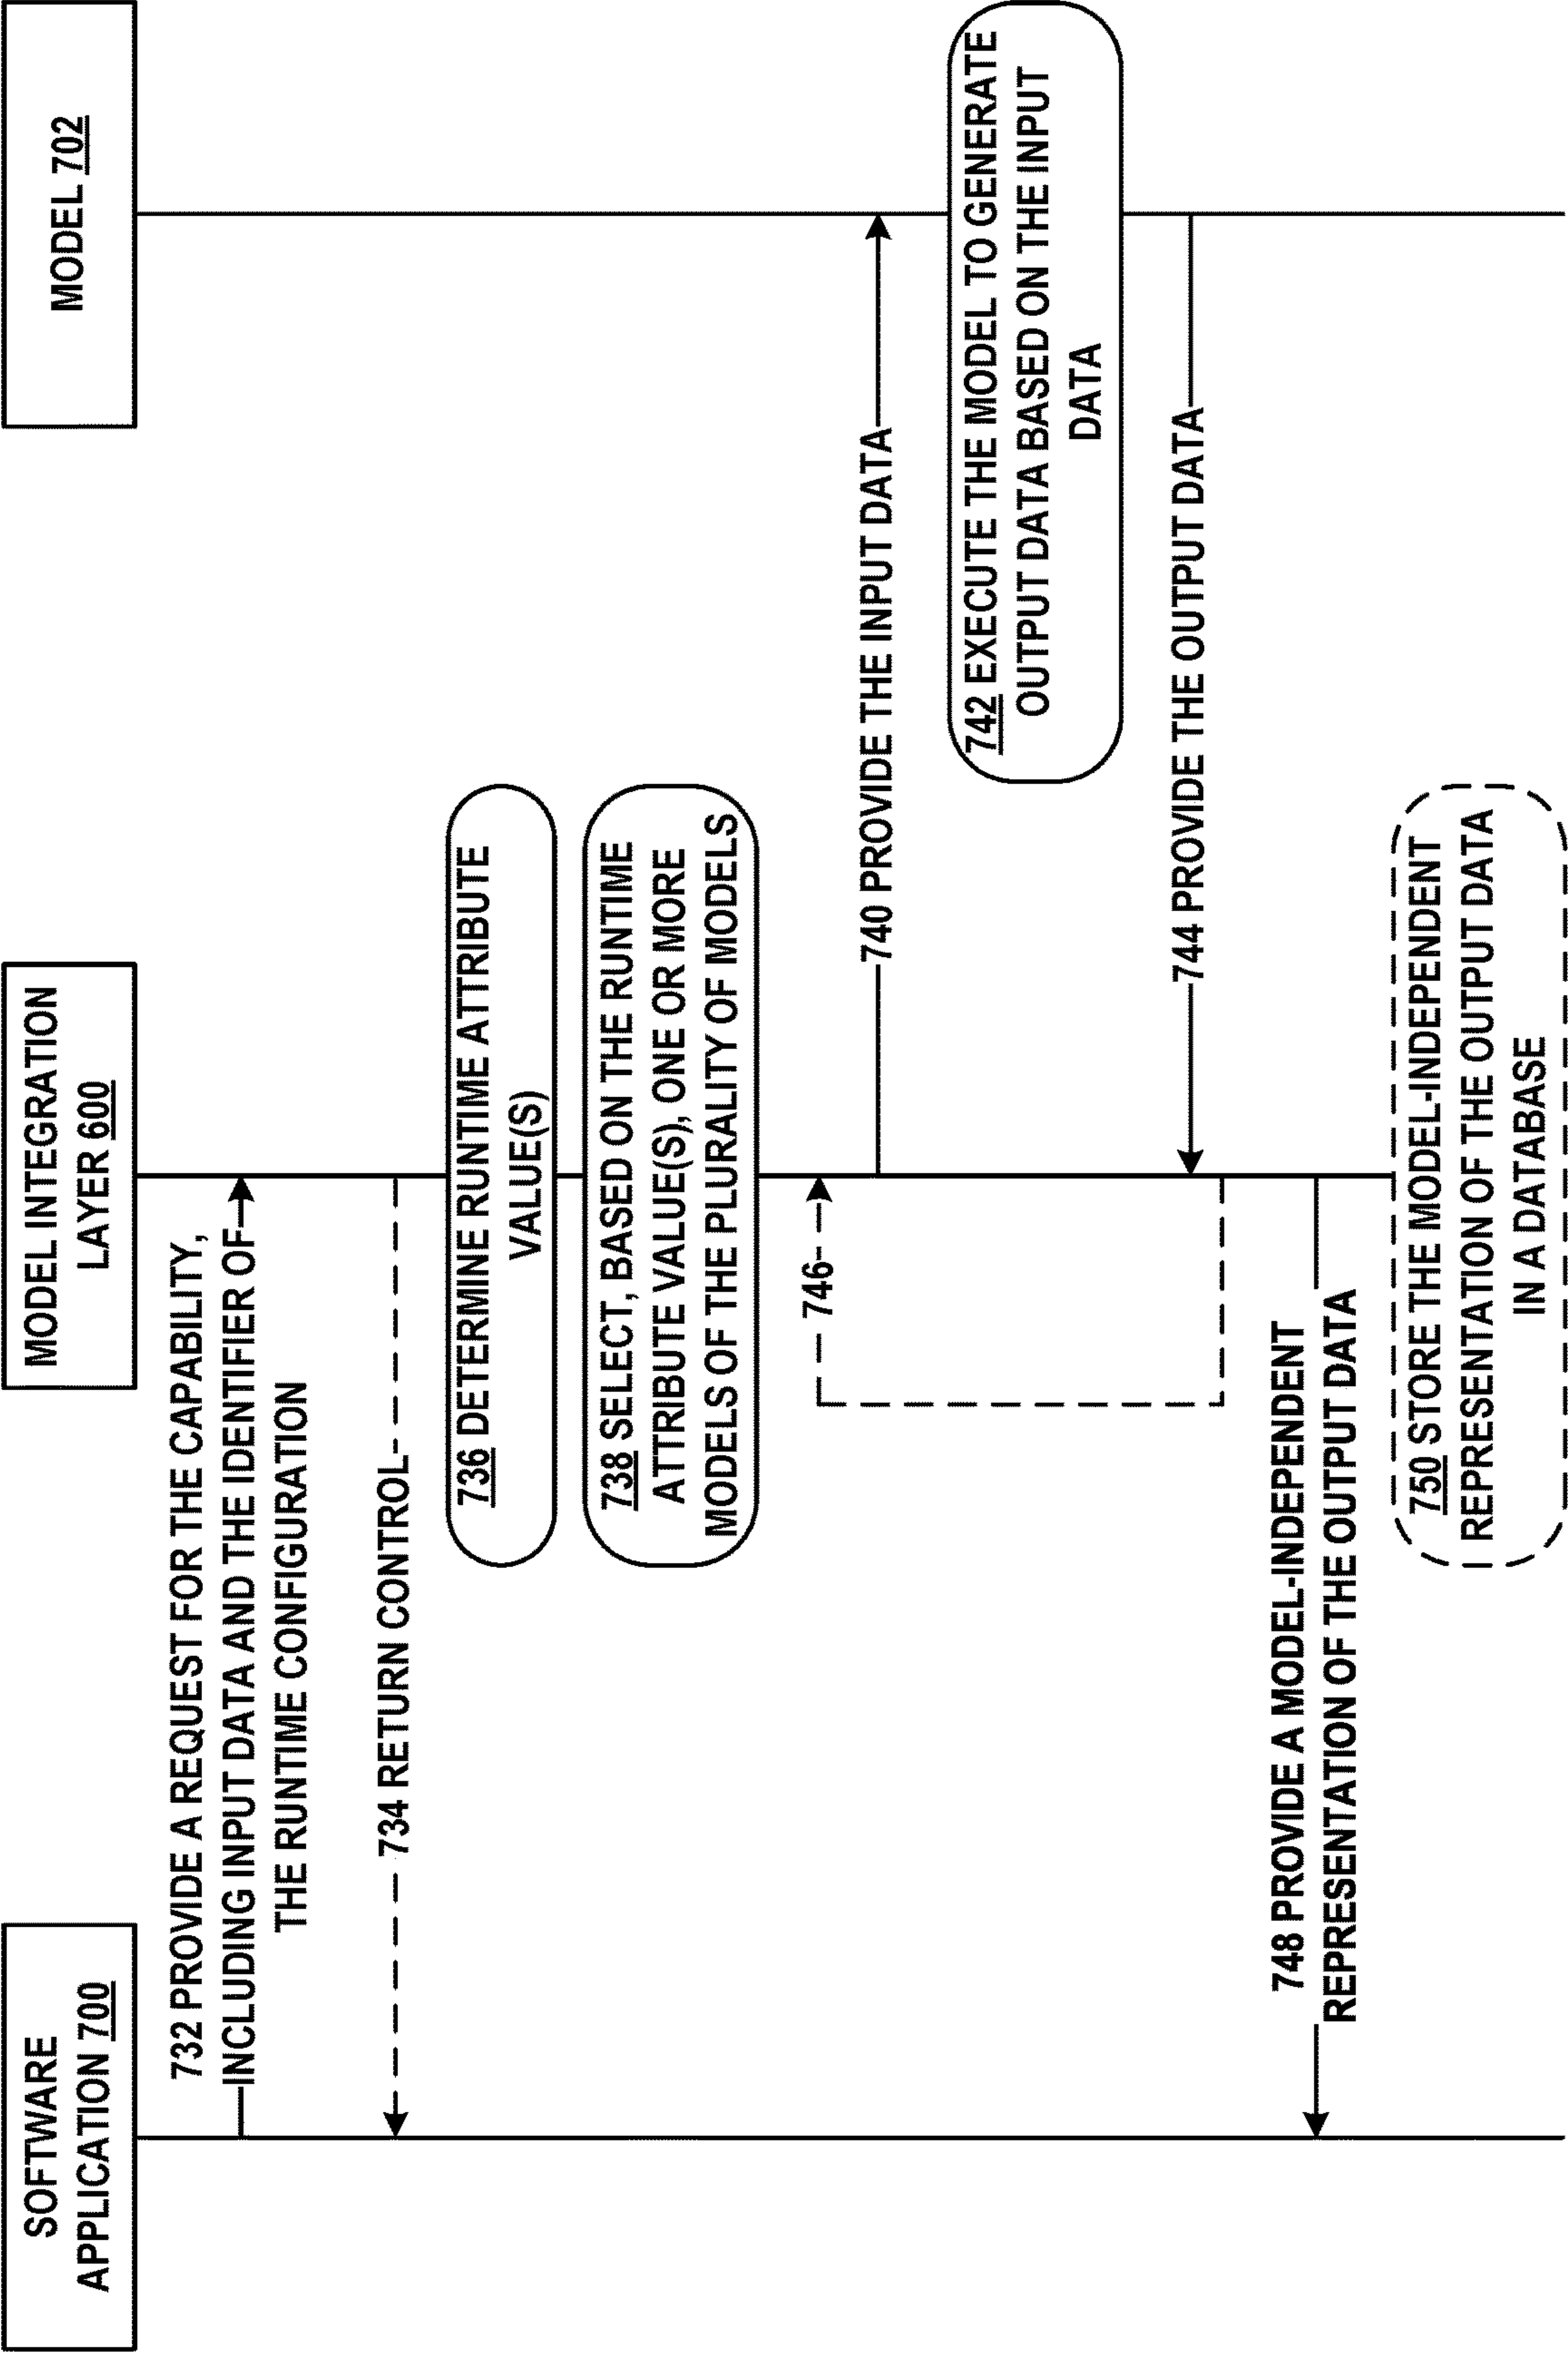 SOFTWARE
APPLICATION 700
MODEL INTEGRATION
LAYER 600
MODEL 702
732 PROVIDE A REQUEST FOR THE CAPABILITY,
INCLUDING INPUT DATA AND THE IDENTIFIER OF
THE RUNTIME CONFIGURATION
734 RETURN CONTROL
736 DETERMINE RUNTIME ATTRIBUTE
VALUE(S)
738 SELECT, BASED ON THE RUNTIME
ATTRIBUTE VALUE(S), ONE OR MORE
MODELS OF THE PLURALITY OF MODELS
746
740 PROVIDE THE INPUT DATA
742 EXECUTE THE MODEL TO GENERATE
OUTPUT DATA BASED ON THE INPUT
DATA
744 PROVIDE THE OUTPUT DATA
748 PROVIDE A MODEL-INDEPENDENT
REPRESENTATION OF THE OUTPUT DATA
750 STORE THE MODEL-INDEPENDENT
REPRESENTATION OF THE OUTPUT DATA
IN A DATABASE